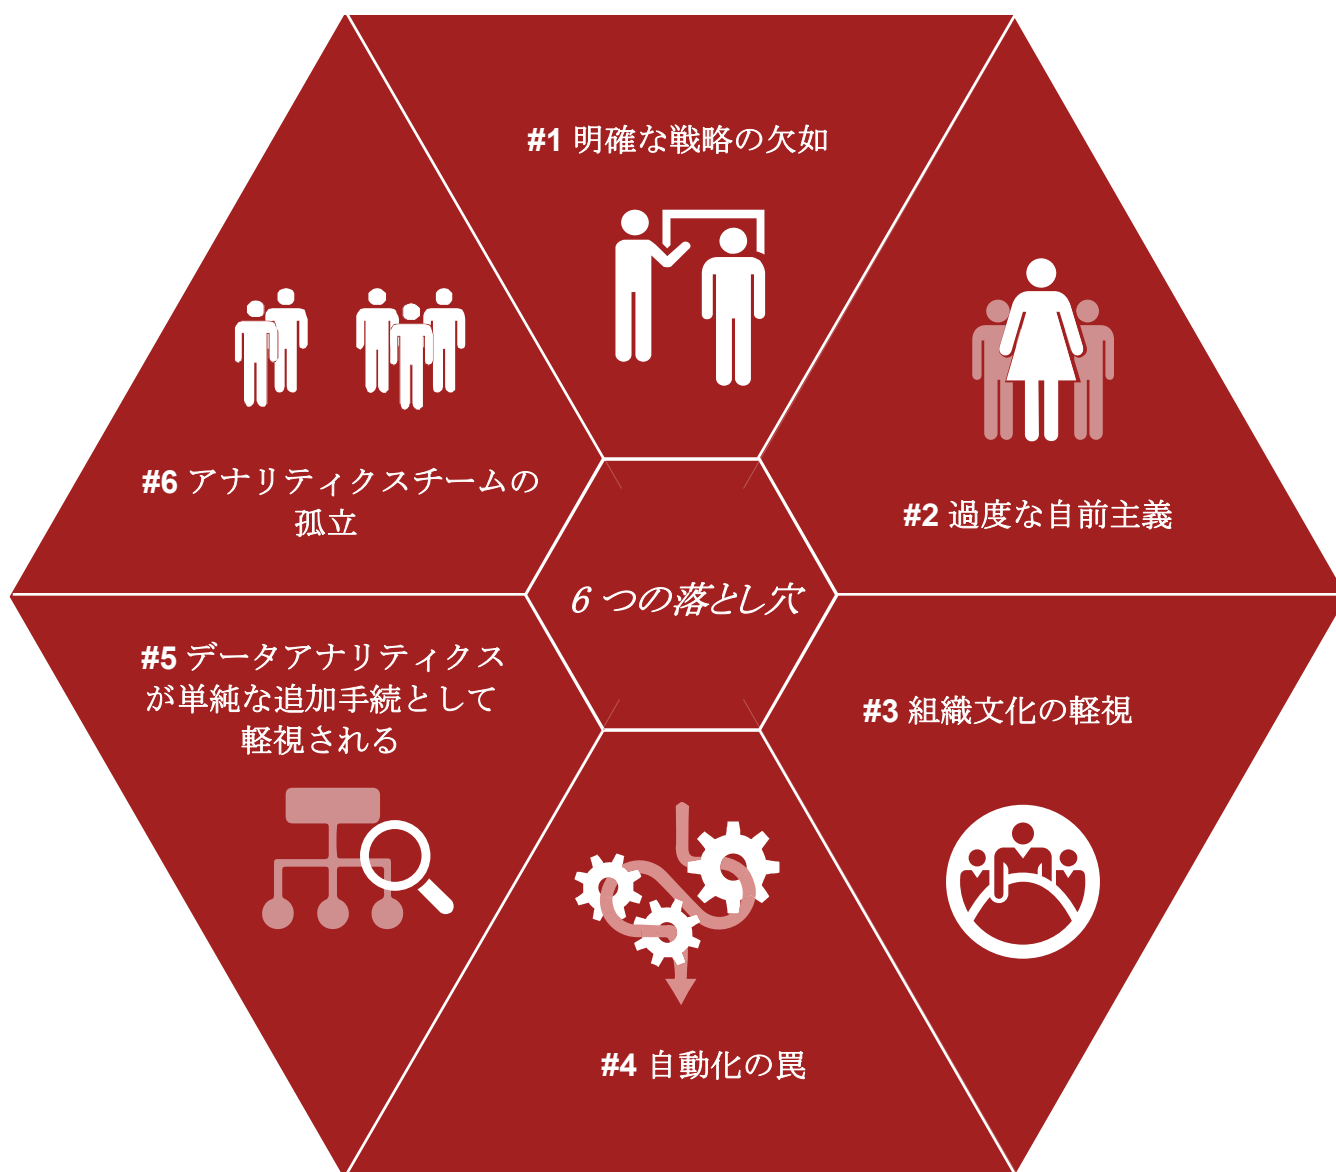 #1 明確な戦略の欠如
#2 過度な自前主義
#3 組織文化の軽視
#4 自動化の罠
#5 データアナリティクス
が単純な追加手続として
軽視される
#6 アナリティクスチームの
孤立
6 つの落とし穴